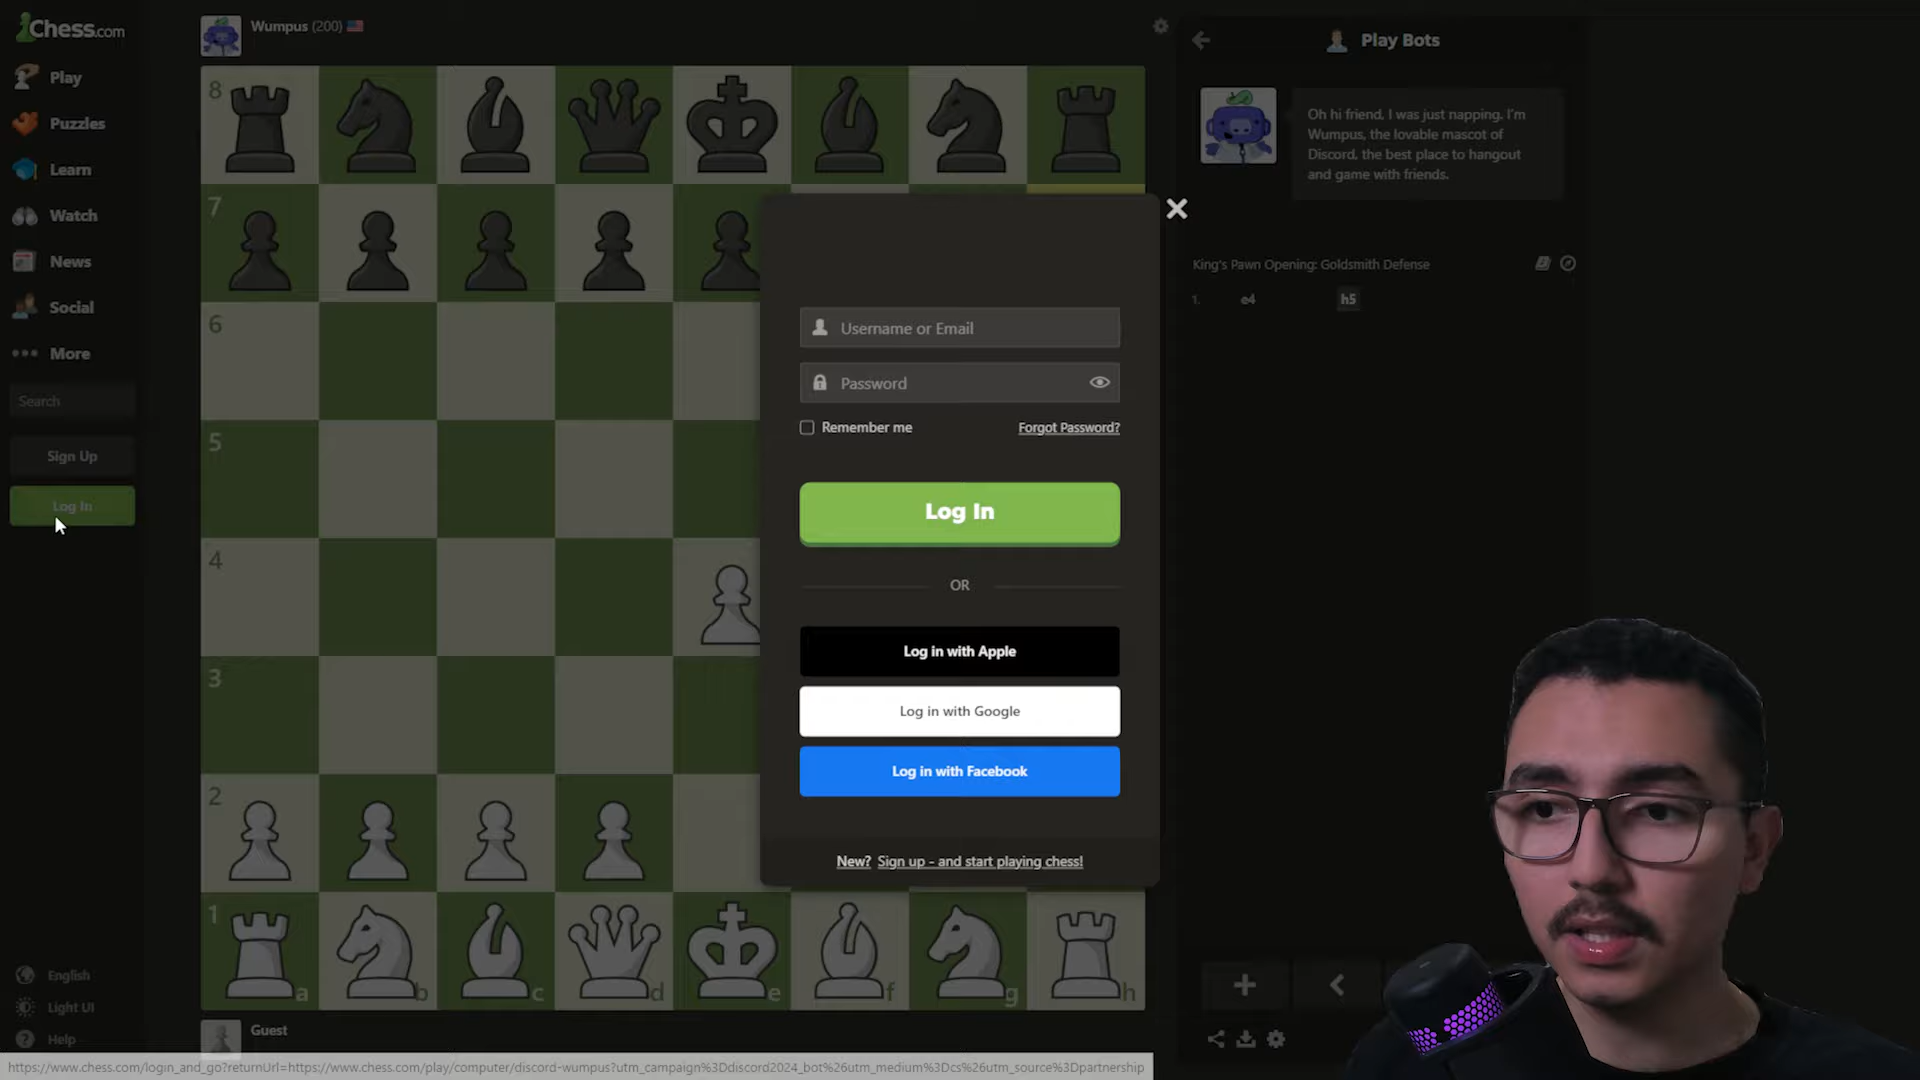 Chess.com
Play
Puzzles
Learn
Watch
News
Social
More
Search
Sign Up
Log In
English
Light UI
Help
Wumpus (200)
8
7
6
5
4
3
2
1
a
b
c
d
e
f
g
h
Guest
Username or Email
Password
Remember me
Forgot Password?
Log In
OR
Log in with Apple
Log in with Google
Log in with Facebook
New? Sign up - and start playing chess!
Play Bots
Oh hi friend, I was just napping. I'm
Wumpus, the lovable mascot of
Discord, the best place to hangout
and game with friends.
King's Pawn Opening: Goldsmith Defense
1. e4 h5
https://www.chess.com/login_and_go?returnUrl=https://www.chess.com/play/computer/discord-wumpus?utm_campaign%3Ddiscord2024_bot%26utm_medium%3Dcs%26utm_source%3Dpartnership